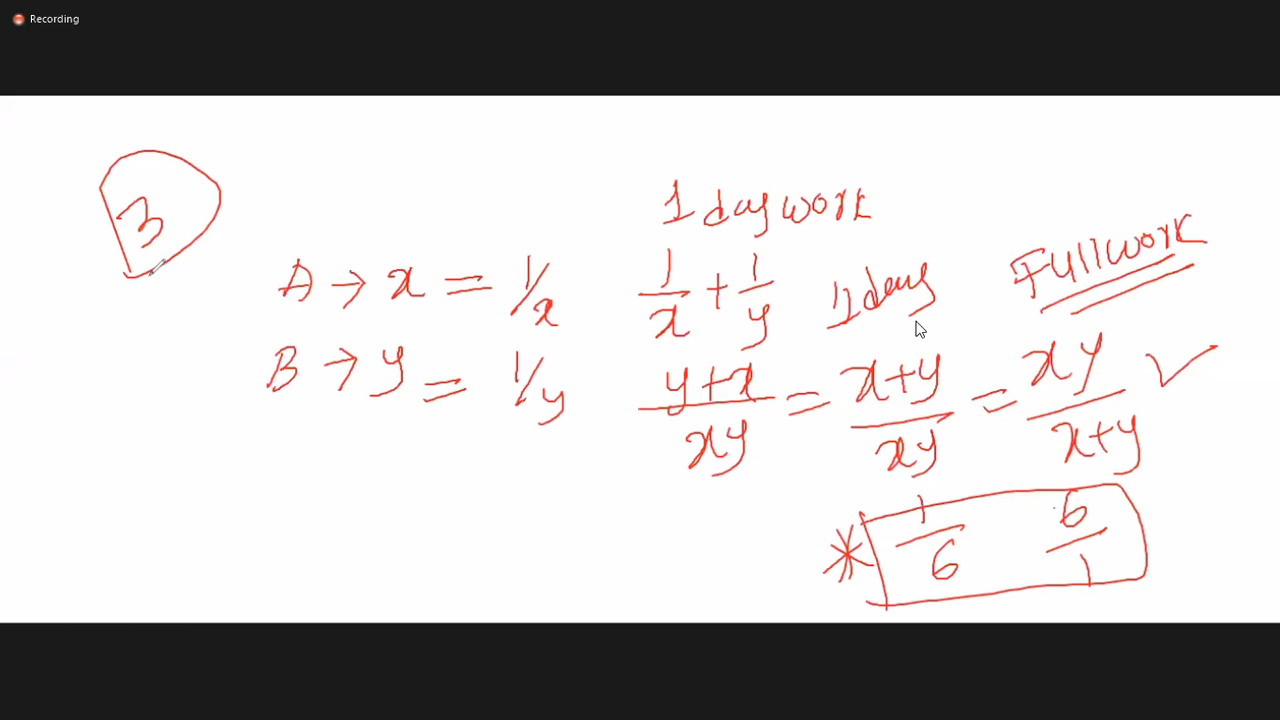 Recording
3
1 day work
A → x = 1/x
1/x + 1/y
1 day
Full work
B → y = 1/y
y+x/xy = x+y/xy = xy/x+y ✓
* 1/6 6/1